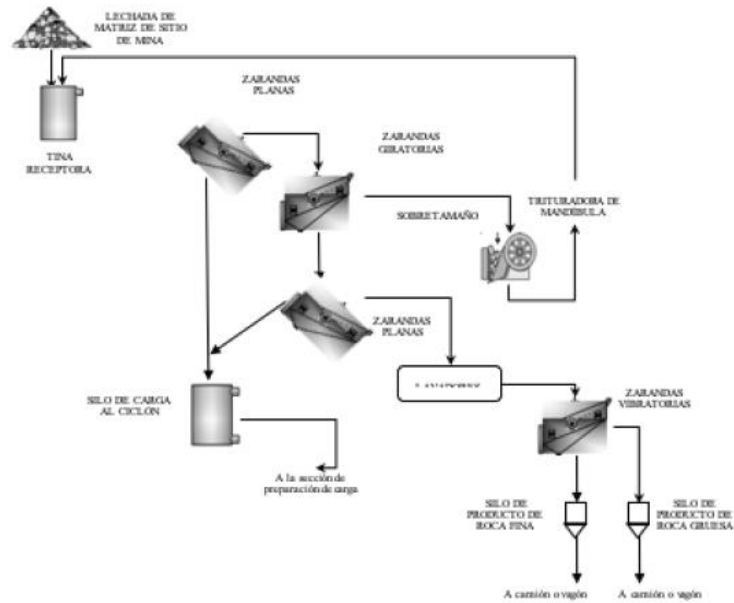 LECHADA DE
MATRIZ DE SITIO
DE MINA
ZARANDAS
PLANAS
ZARANDAS
GIRATORIAS
TINA
RECEPTORA
SOBRETAMAÑO
TRITURADORA DE
MANDÍBULA
ZARANDAS
PLANAS
SILO DE CARGA
AL CICLÓN
ZARANDAS
VIBRATORIAS
A la sección de
preparación de carga
SILO DE
PRODUCTO DE
ROCA FINA
SILO DE
PRODUCTO DE
ROCA GRUESA
A camión o vagón
A camión o vagón